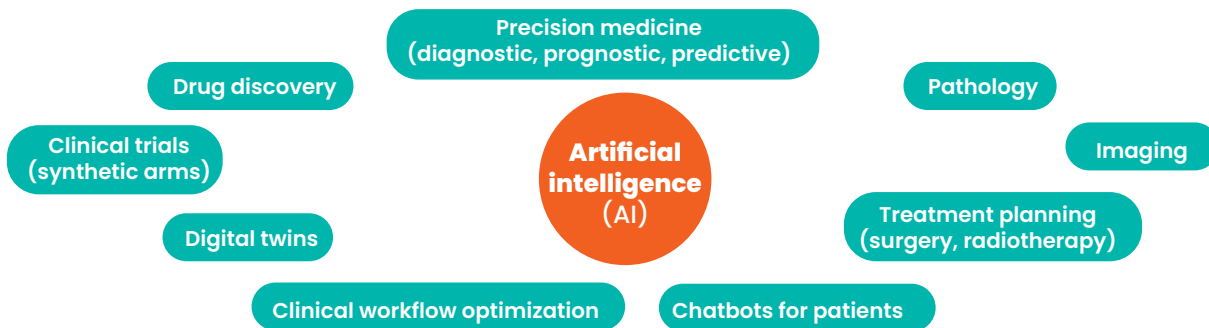 Precision medicine
(diagnostic, prognostic, predictive)
Drug discovery
Pathology
Clinical trials
(synthetic arms)
Artificial
intelligence
(AI)
Imaging
Digital twins
Treatment planning
(surgery, radiotherapy)
Clinical workflow optimization
Chatbots for patients